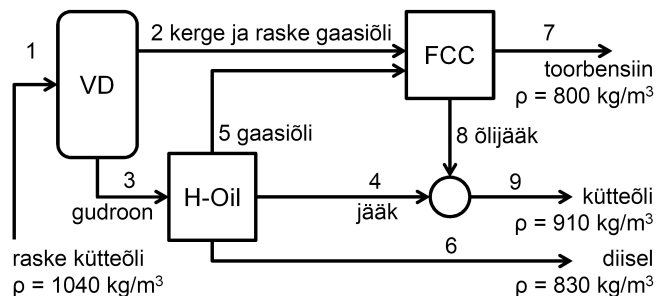 1
VD
2 kerge ja raske gaasiõli
FCC
7
toorbensiin
ρ = 800 kg/m³
5 gaasiõli
8 õlijääk
3
gudroon
H-Oil
4
jääk
9
kütteõli
ρ = 910 kg/m³
6
diisel
ρ = 830 kg/m³
raske kütteõli
ρ = 1040 kg/m³